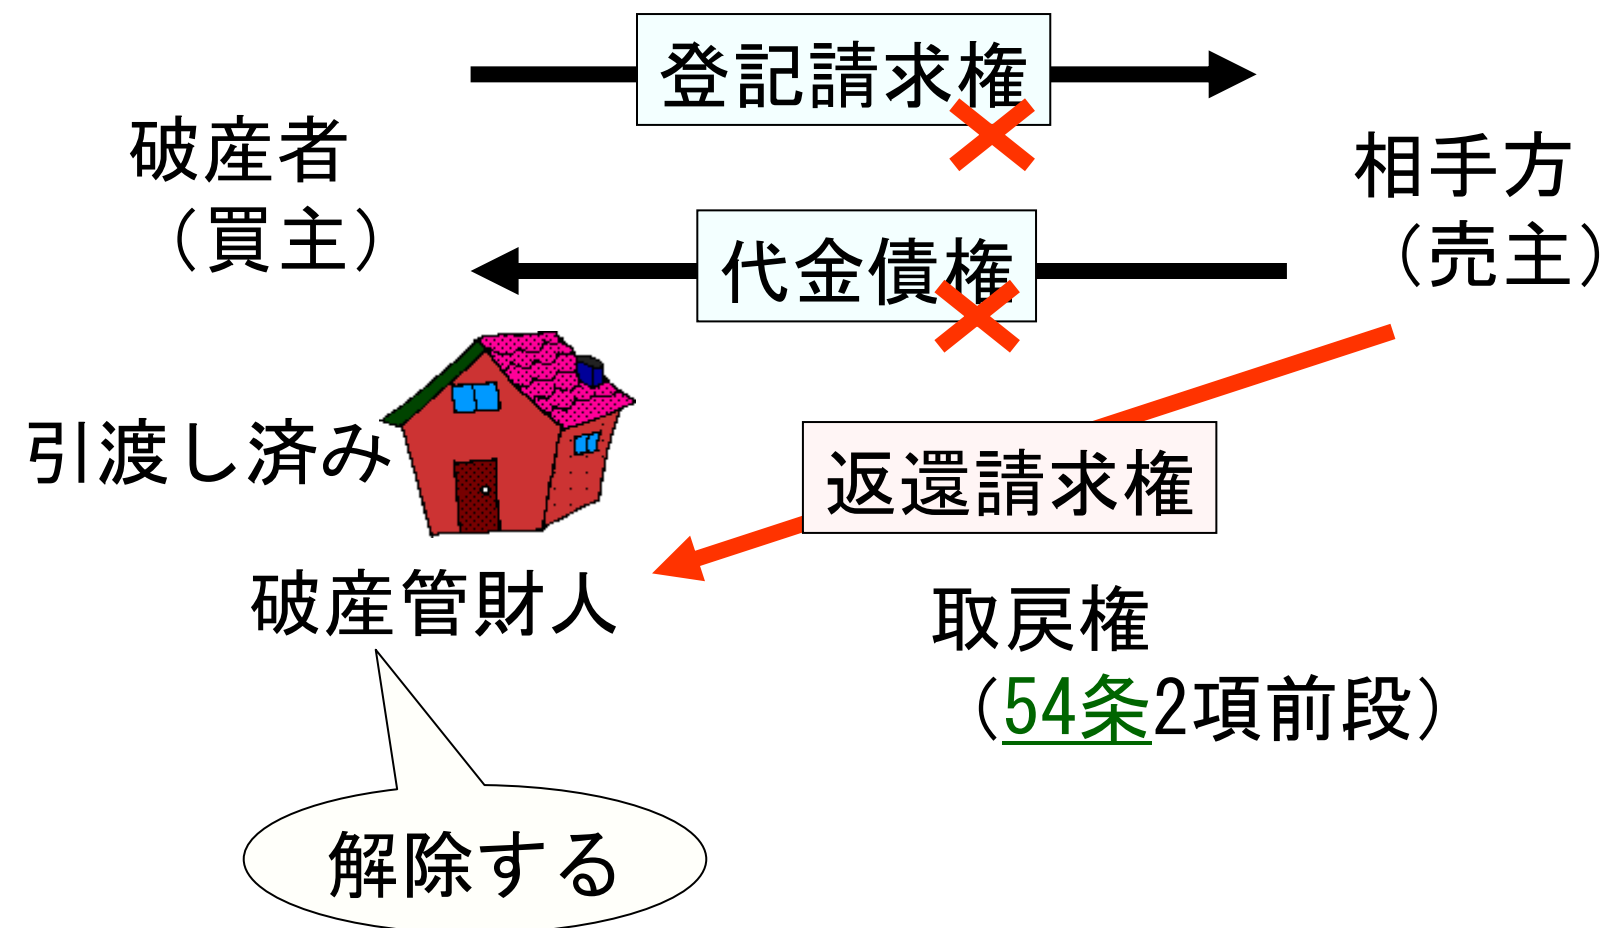 登記請求権
破産者
（買主）
相手方
（売主）
代金債権
引渡し済み
返還請求権
破産管財人
取戻権
（54条2項前段）
解除する